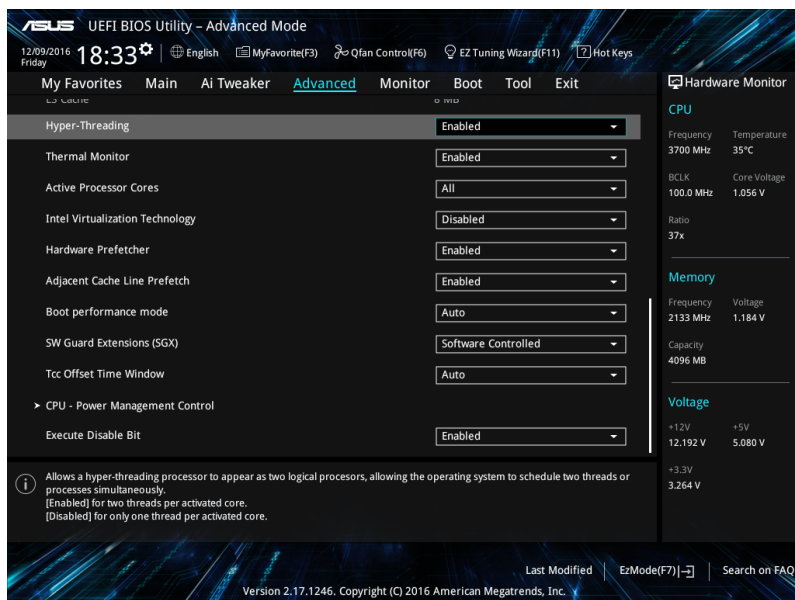 ASUS UEFI BIOS Utility – Advanced Mode
12/09/2016 Friday 18:33 English MyFavorite(F3) Qfan Control(F6) EZ Tuning Wizard(F11) ? Hot Keys
My Favorites Main Ai Tweaker Advanced Monitor Boot Tool Exit
L3 Cache 8 MB
Hyper-Threading Enabled
Thermal Monitor Enabled
Active Processor Cores All
Intel Virtualization Technology Disabled
Hardware Prefetcher Enabled
Adjacent Cache Line Prefetch Enabled
Boot performance mode Auto
SW Guard Extensions (SGX) Software Controlled
Tcc Offset Time Window Auto
CPU - Power Management Control
Execute Disable Bit Enabled
Allows a hyper-threading processor to appear as two logical procesors, allowing the operating system to schedule two threads or
processes simultaneously.
[Enabled] for two threads per activated core.
[Disabled] for only one thread per activated core.
Hardware Monitor
CPU
Frequency Temperature
3700 MHz 35°C
BCLK Core Voltage
100.0 MHz 1.056 V
Ratio
37x
Memory
Frequency Voltage
2133 MHz 1.184 V
Capacity
4096 MB
Voltage
+12V +5V
12.192 V 5.080 V
+3.3V
3.264 V
Last Modified EzMode(F7) Search on FAQ
Version 2.17.1246. Copyright (C) 2016 American Megatrends, Inc.